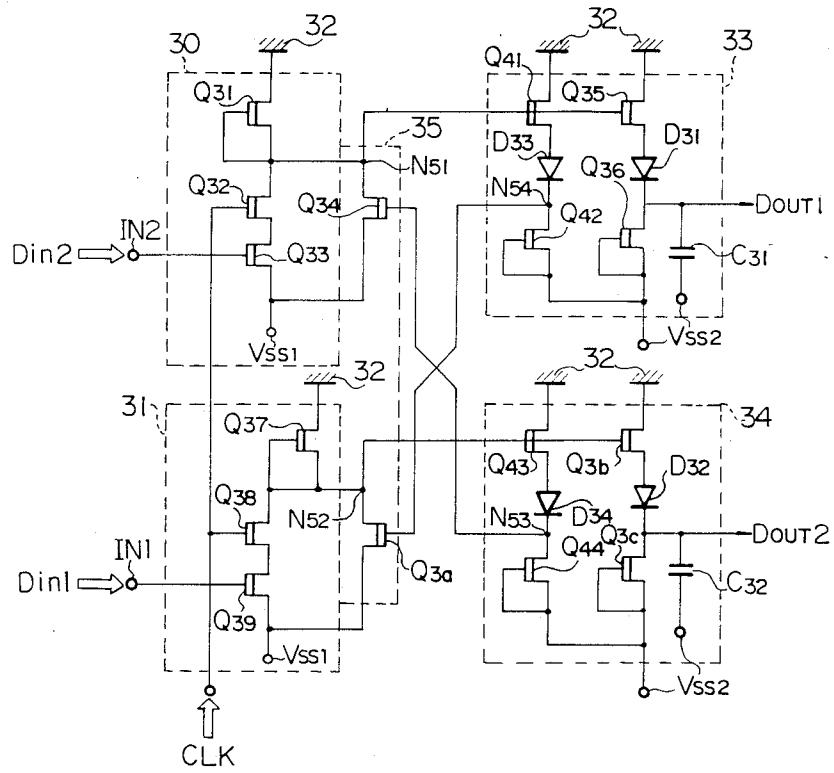 32
32
30
33
Q41
Q31
Q35
35
D33
D31
N51
Q32
Q34
N54
Q36
DOUT1
IN2
Q42
Din2
Q33
C31
VSS1
VSS2
32
32
31
34
Q37
Q43
Q3b
D32
Q38
N52
D34
N53
IN1
Q3a
Q44
Q3c
DOUT2
Din1
Q39
C32
VSS1
VSS2
CLK